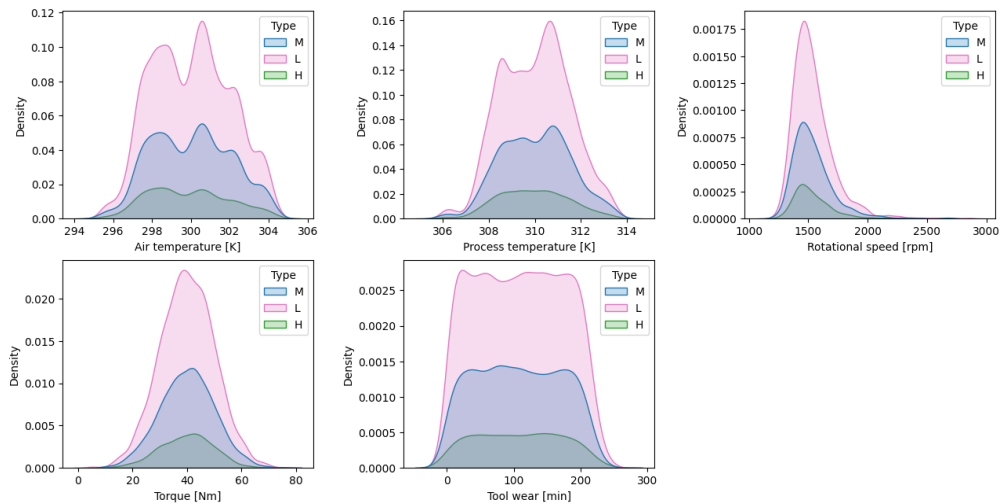 0.12
0.10
0.08
0.06
0.04
0.02
0.00
Density
294 296 298 300 302 304 306
Air temperature [K]
Type
M
L
H
0.16
0.14
0.12
0.10
0.08
0.06
0.04
0.02
0.00
Density
306 308 310 312 314
Process temperature [K]
Type
M
L
H
0.00175
0.00150
0.00125
0.00100
0.00075
0.00050
0.00025
0.00000
Density
1000 1500 2000 2500 3000
Rotational speed [rpm]
Type
M
L
H
0.020
0.015
0.010
0.005
0.000
Density
0 20 40 60 80
Torque [Nm]
Type
M
L
H
0.0025
0.0020
0.0015
0.0010
0.0005
0.0000
Density
0 100 200 300
Tool wear [min]
Type
M
L
H